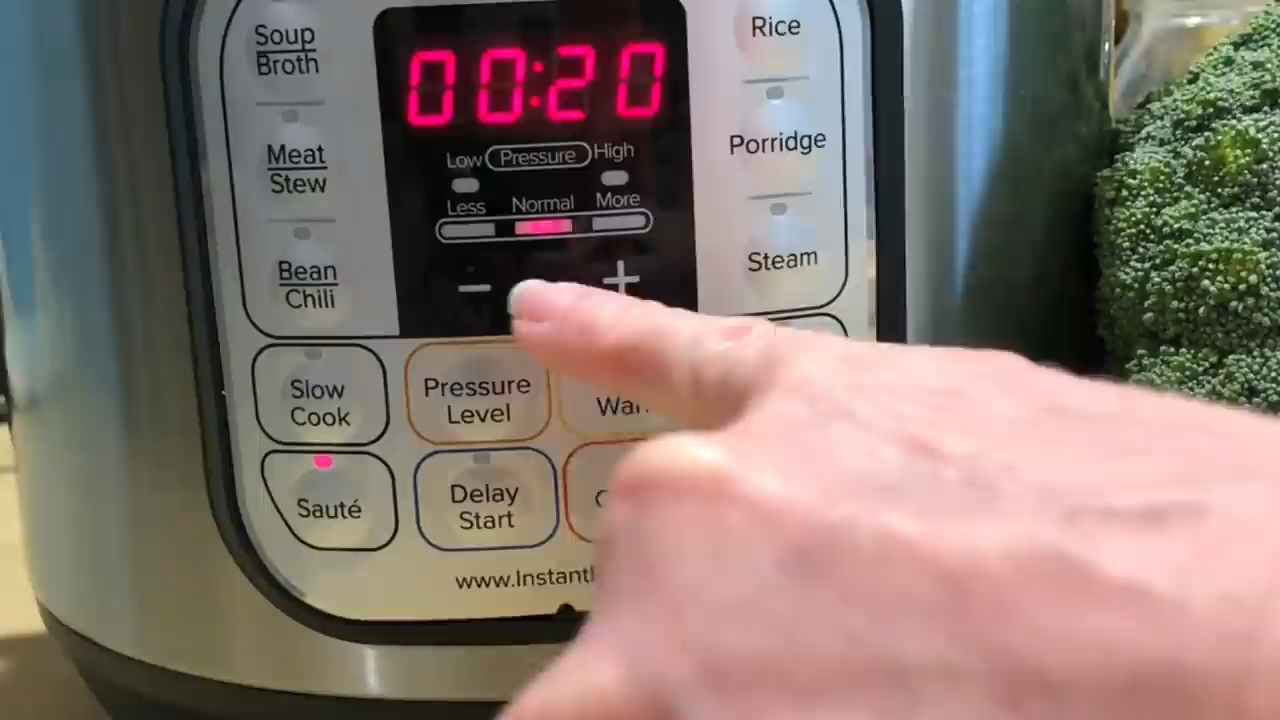 Soup
Broth
Meat
Stew
Bean
Chili
00:20
Low Pressure High
Less Normal More
− +
Rice
Porridge
Steam
Slow
Cook
Pressure
Level
Sauté
Delay
Start